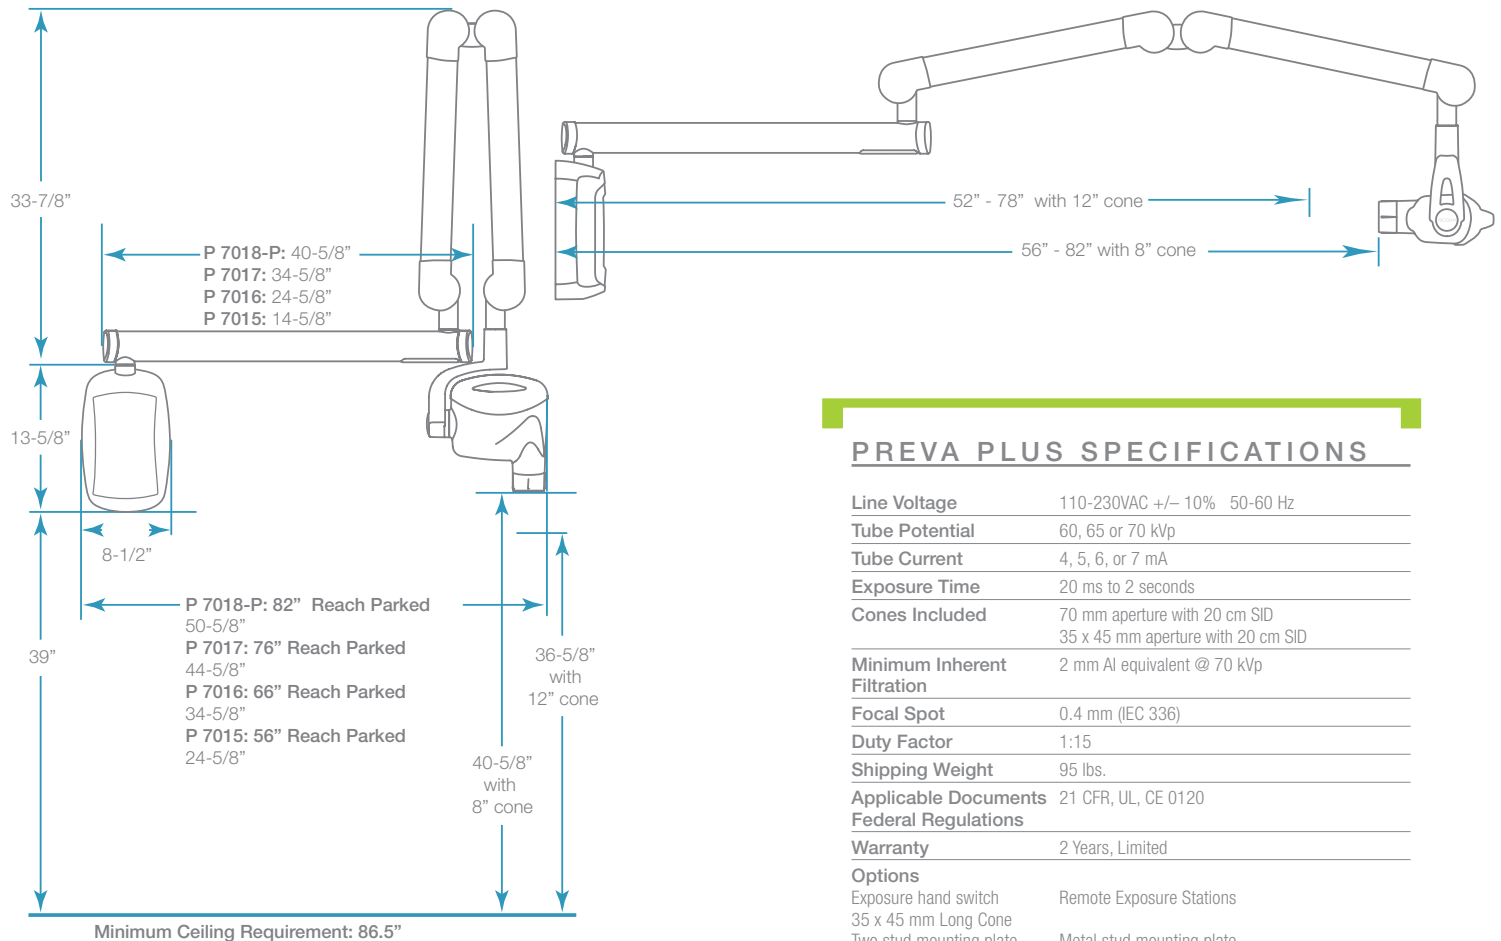 33-7/8”
P 7018-P: 40-5/8”
P 7017: 34-5/8”
P 7016: 24-5/8”
P 7015: 14-5/8”
13-5/8”
8-1/2”
39”
P 7018-P: 82” Reach Parked
50-5/8”
P 7017: 76” Reach Parked
44-5/8”
P 7016: 66” Reach Parked
34-5/8”
P 7015: 56” Reach Parked
24-5/8”
36-5/8”
with
12” cone
40-5/8”
with
8” cone
Minimum Ceiling Requirement: 86.5”
52” - 78” with 12” cone
56” - 82” with 8” cone
PREVA PLUS SPECIFICATIONS
Line Voltage 110-230VAC +/– 10% 50-60 Hz
Tube Potential 60, 65 or 70 kVp
Tube Current 4, 5, 6, or 7 mA
Exposure Time 20 ms to 2 seconds
Cones Included 70 mm aperture with 20 cm SID
35 x 45 mm aperture with 20 cm SID
Minimum Inherent 2 mm Al equivalent @ 70 kVp
Filtration
Focal Spot 0.4 mm (IEC 336)
Duty Factor 1:15
Shipping Weight 95 lbs.
Applicable Documents 21 CFR, UL, CE 0120
Federal Regulations
Warranty 2 Years, Limited
Options
Exposure hand switch Remote Exposure Stations
35 x 45 mm Long Cone
Two stud mounting plate Metal stud mounting plate